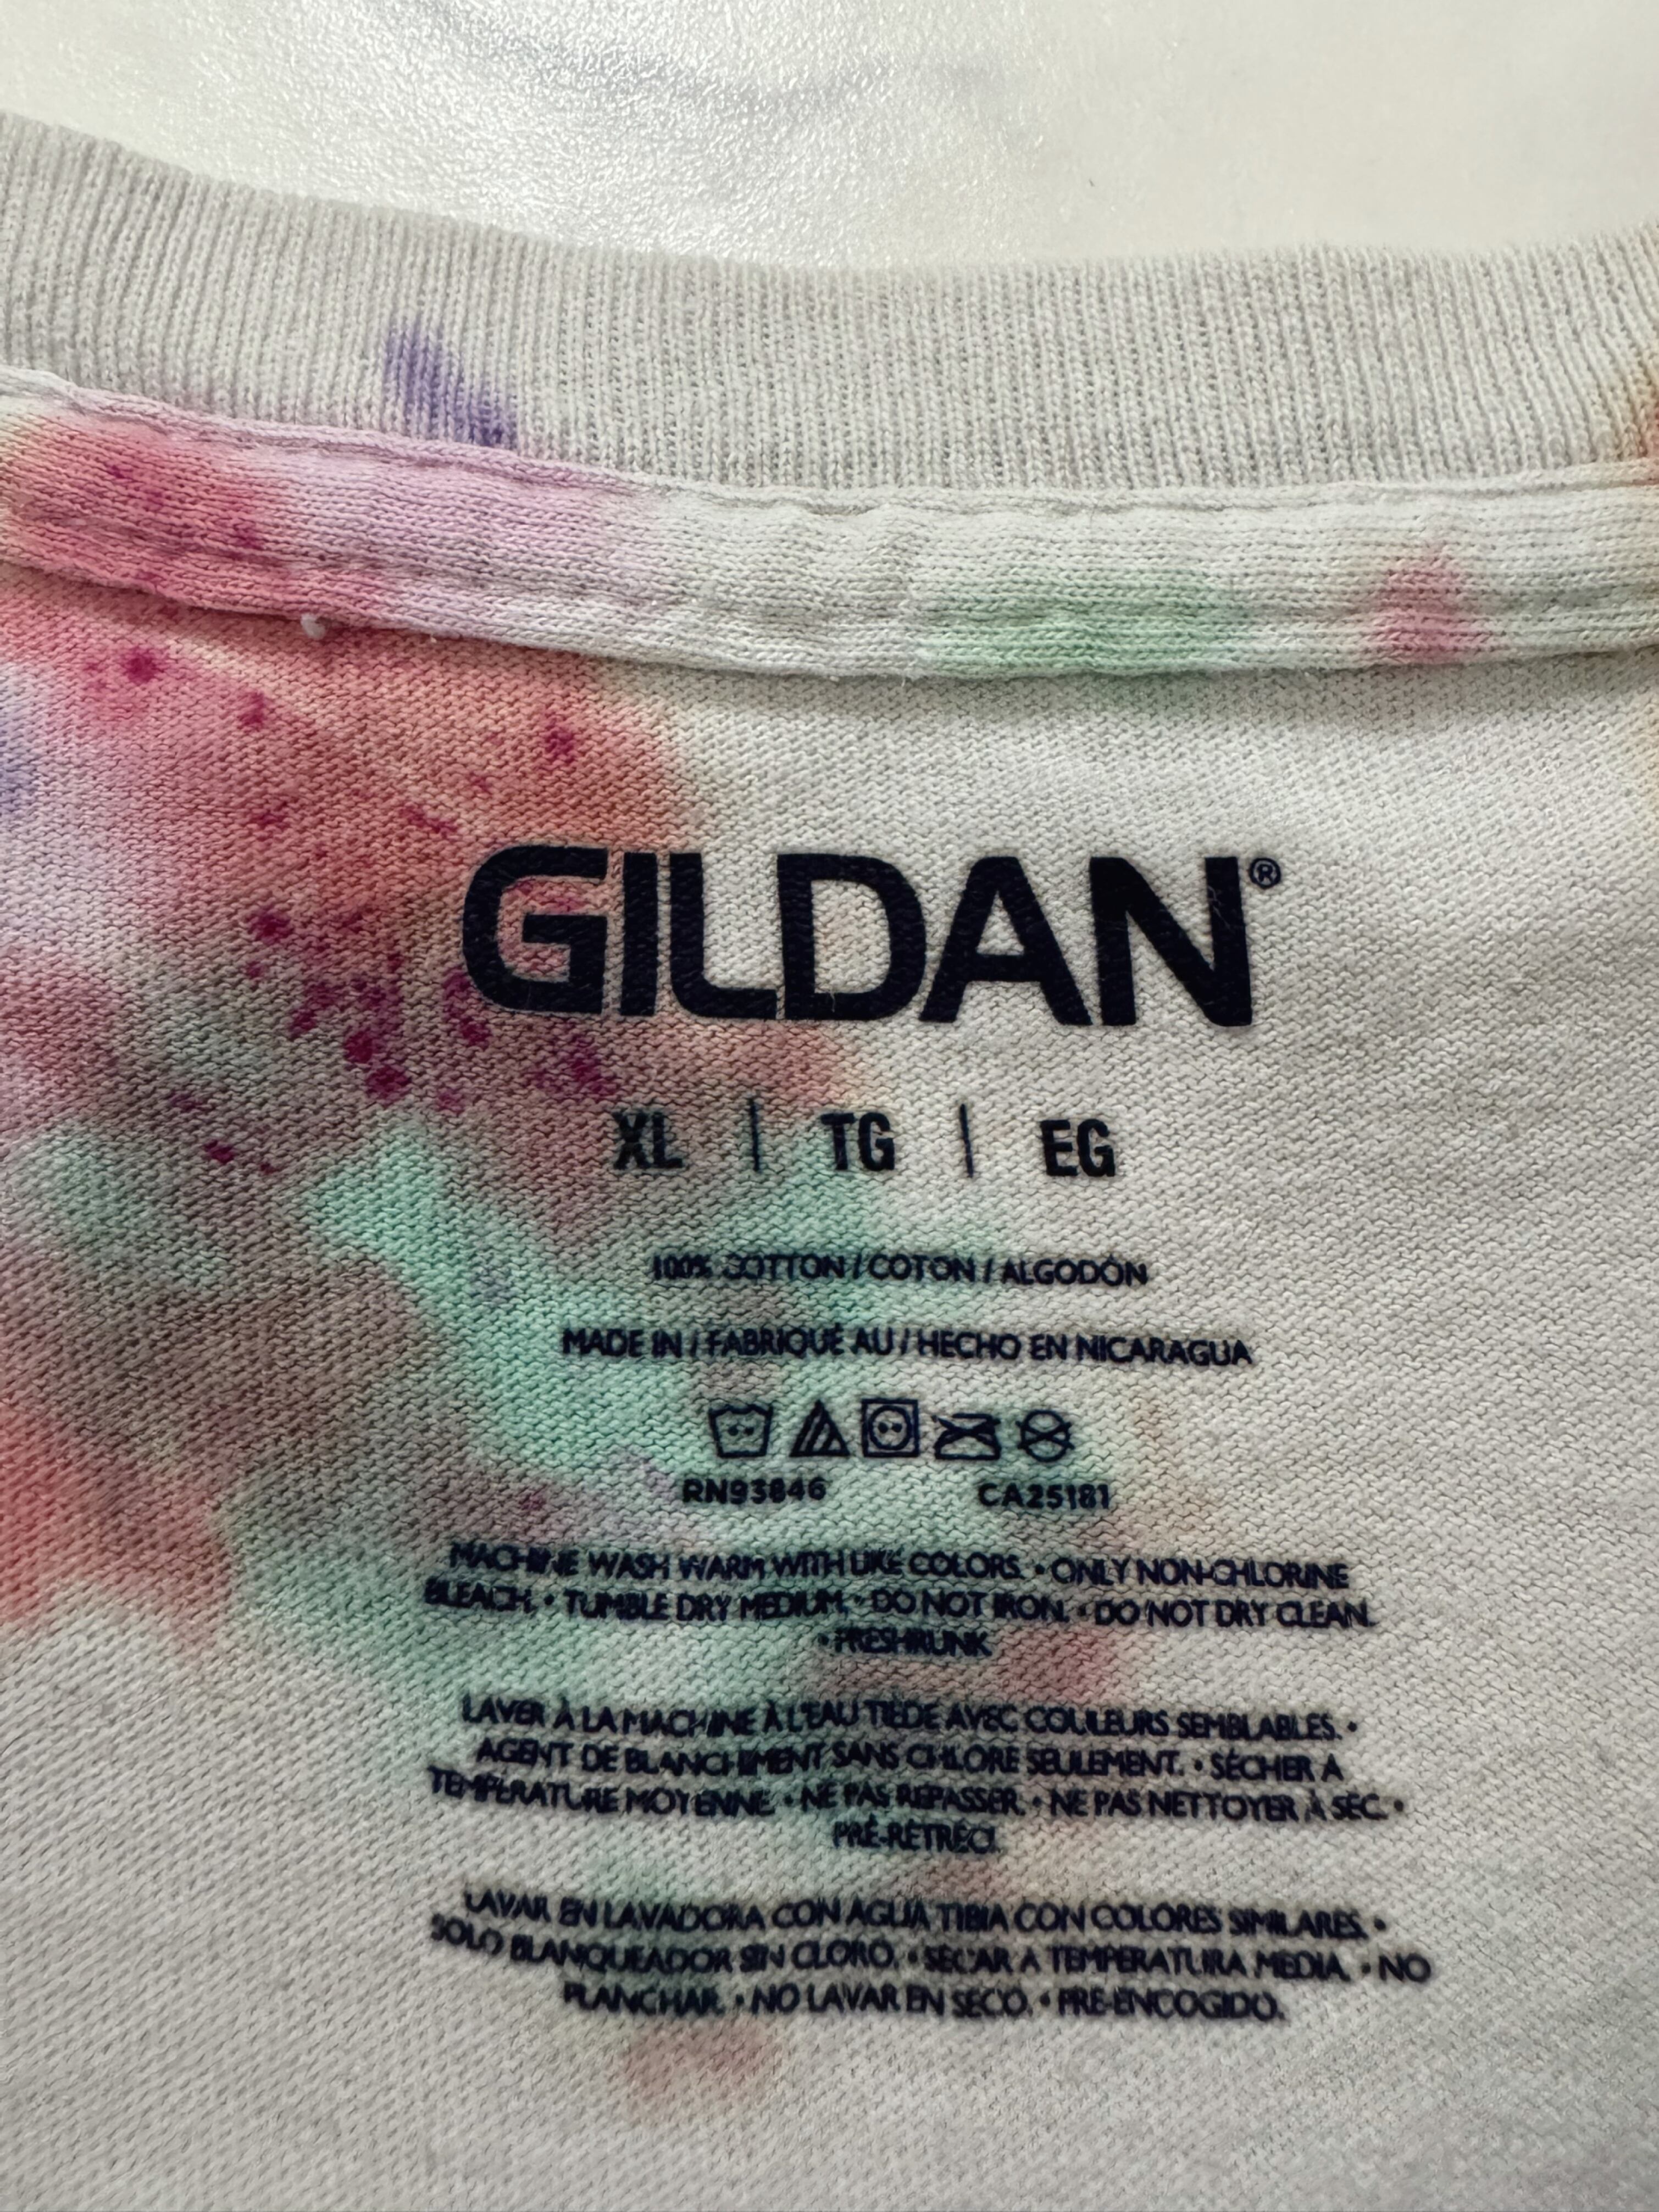 GILDAN®
XL | TG | EG
100% COTTON / COTON / ALGODÓN
MADE IN / FABRIQUÉ AU / HECHO EN NICARAGUA
RN93846 CA25181
MACHINE WASH WARM WITH LIKE COLORS. • ONLY NON-CHLORINE
BLEACH. • TUMBLE DRY MEDIUM. • DO NOT IRON. • DO NOT DRY CLEAN.
• PRESHRUNK
LAVER À LA MACHINE À L'EAU TIÈDE AVEC COULEURS SEMBLABLES. •
AGENT DE BLANCHIMENT SANS CHLORE SEULEMENT. • SÉCHER À
TEMPÉRATURE MOYENNE. • NE PAS REPASSER. • NE PAS NETTOYER À SEC. •
PRÉ-RÉTRÉCI.
LAVAR EN LAVADORA CON AGUA TIBIA CON COLORES SIMILARES. •
SOLO BLANQUEADOR SIN CLORO. • SECAR A TEMPERATURA MEDIA. • NO
PLANCHAR. • NO LAVAR EN SECO. • PRE-ENCOGIDO.